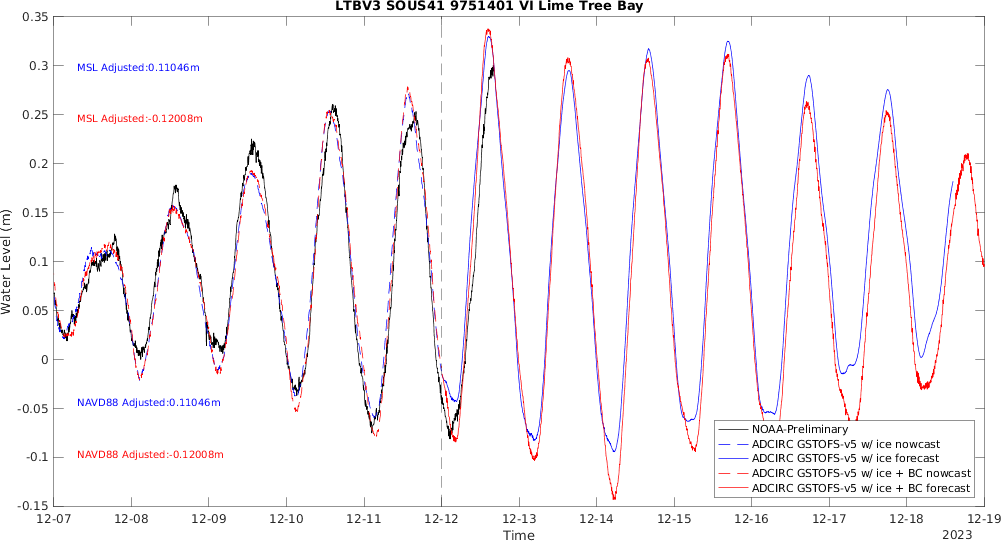 LTBV3 SOUS41 9751401 VI Lime Tree Bay
0.35
0.3
0.25
0.2
0.15
0.1
0.05
0
-0.05
-0.1
-0.15
Water Level (m)
MSL Adjusted:0.11046m
MSL Adjusted:-0.12008m
NAVD88 Adjusted:0.11046m
NAVD88 Adjusted:-0.12008m
NOAA-Preliminary
ADCIRC GSTOFS-v5 w/ ice nowcast
ADCIRC GSTOFS-v5 w/ ice forecast
ADCIRC GSTOFS-v5 w/ ice + BC nowcast
ADCIRC GSTOFS-v5 w/ ice + BC forecast
12-07 12-08 12-09 12-10 12-11 12-12 12-13 12-14 12-15 12-16 12-17 12-18 12-19
Time
2023